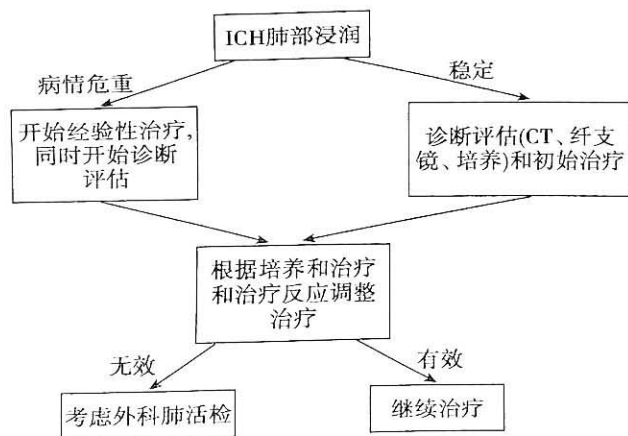 ICH肺部浸润
病情危重
稳定
开始经验性治疗,
同时开始诊断
评估
诊断评估(CT、纤支
镜、培养)和初始治疗
根据培养和治疗
和治疗反应调整
治疗
无效
有效
考虑外科肺活检
继续治疗